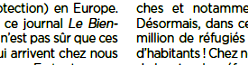 otection) en Europe.
ce journal Le Bien-
n'est pas sûr que ces
ui arrivent chez nous
ches et notamme
Désormais, dans ce
million de réfugiés
d'habitants ! Chez n